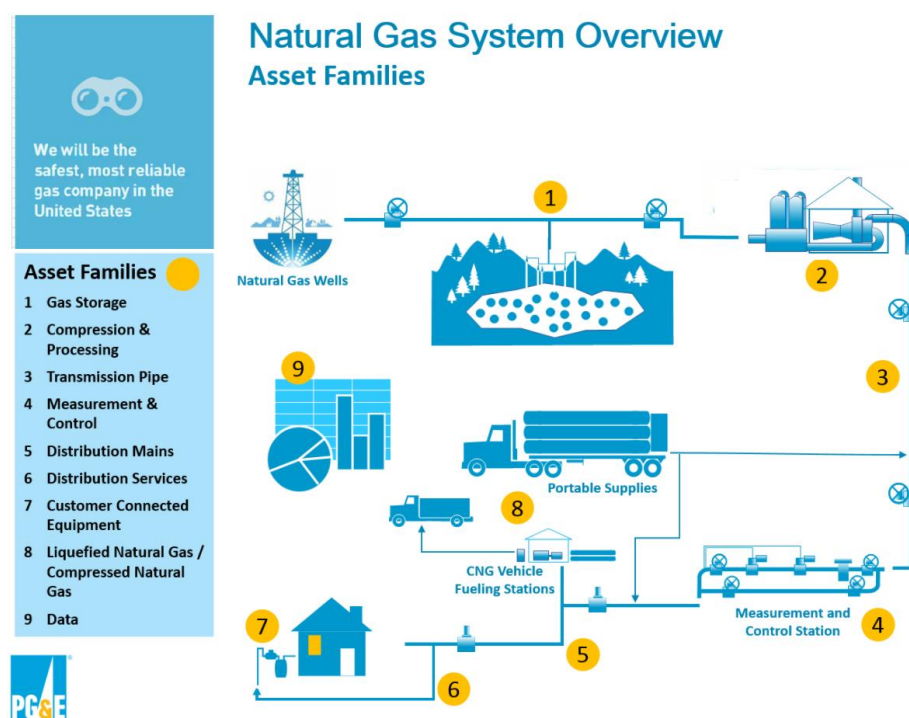 Natural Gas System Overview
Asset Families
We will be the
safest, most reliable
gas company in the
United States
Asset Families
1 Gas Storage
2 Compression &
Processing
3 Transmission Pipe
4 Measurement &
Control
5 Distribution Mains
6 Distribution Services
7 Customer Connected
Equipment
8 Liquefied Natural Gas /
Compressed Natural
Gas
9 Data
PG&E
1
2
Natural Gas Wells
3
9
Portable Supplies
8
CNG Vehicle
Fueling Stations
Measurement and
Control Station
4
7
5
6